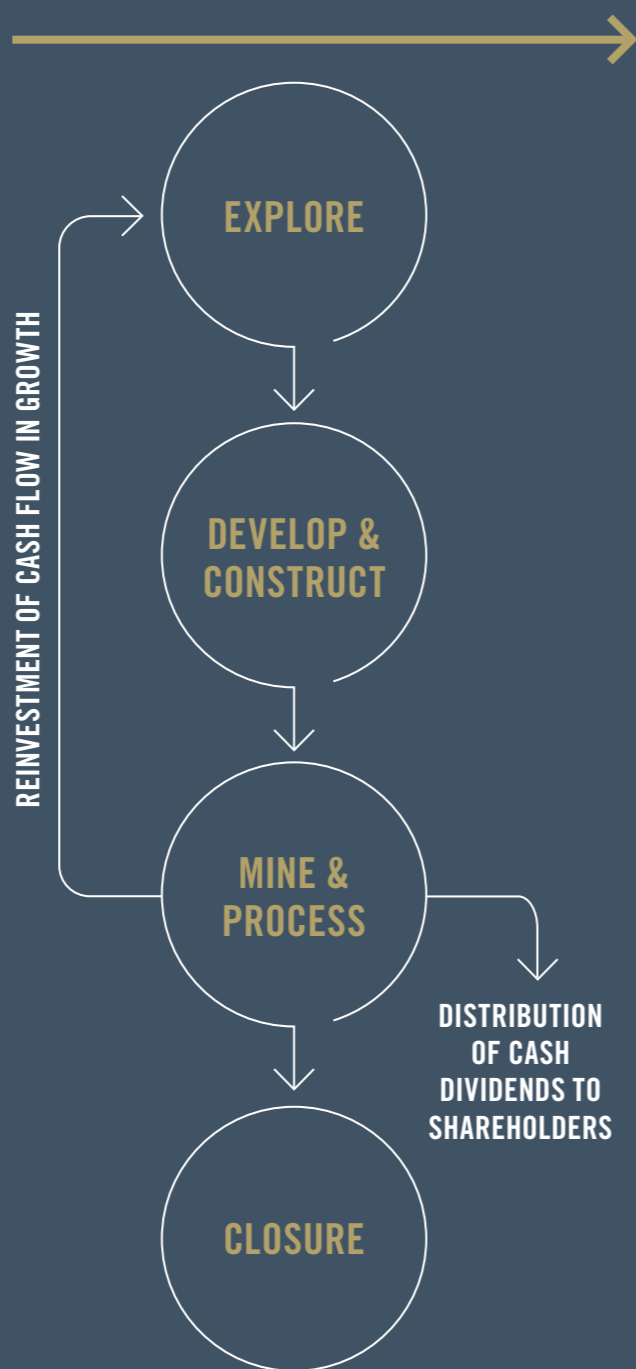 EXPLORE
REINVESTMENT OF CASH FLOW IN GROWTH
DEVELOP &
CONSTRUCT
MINE &
PROCESS
DISTRIBUTION
OF CASH
DIVIDENDS TO
SHAREHOLDERS
CLOSURE